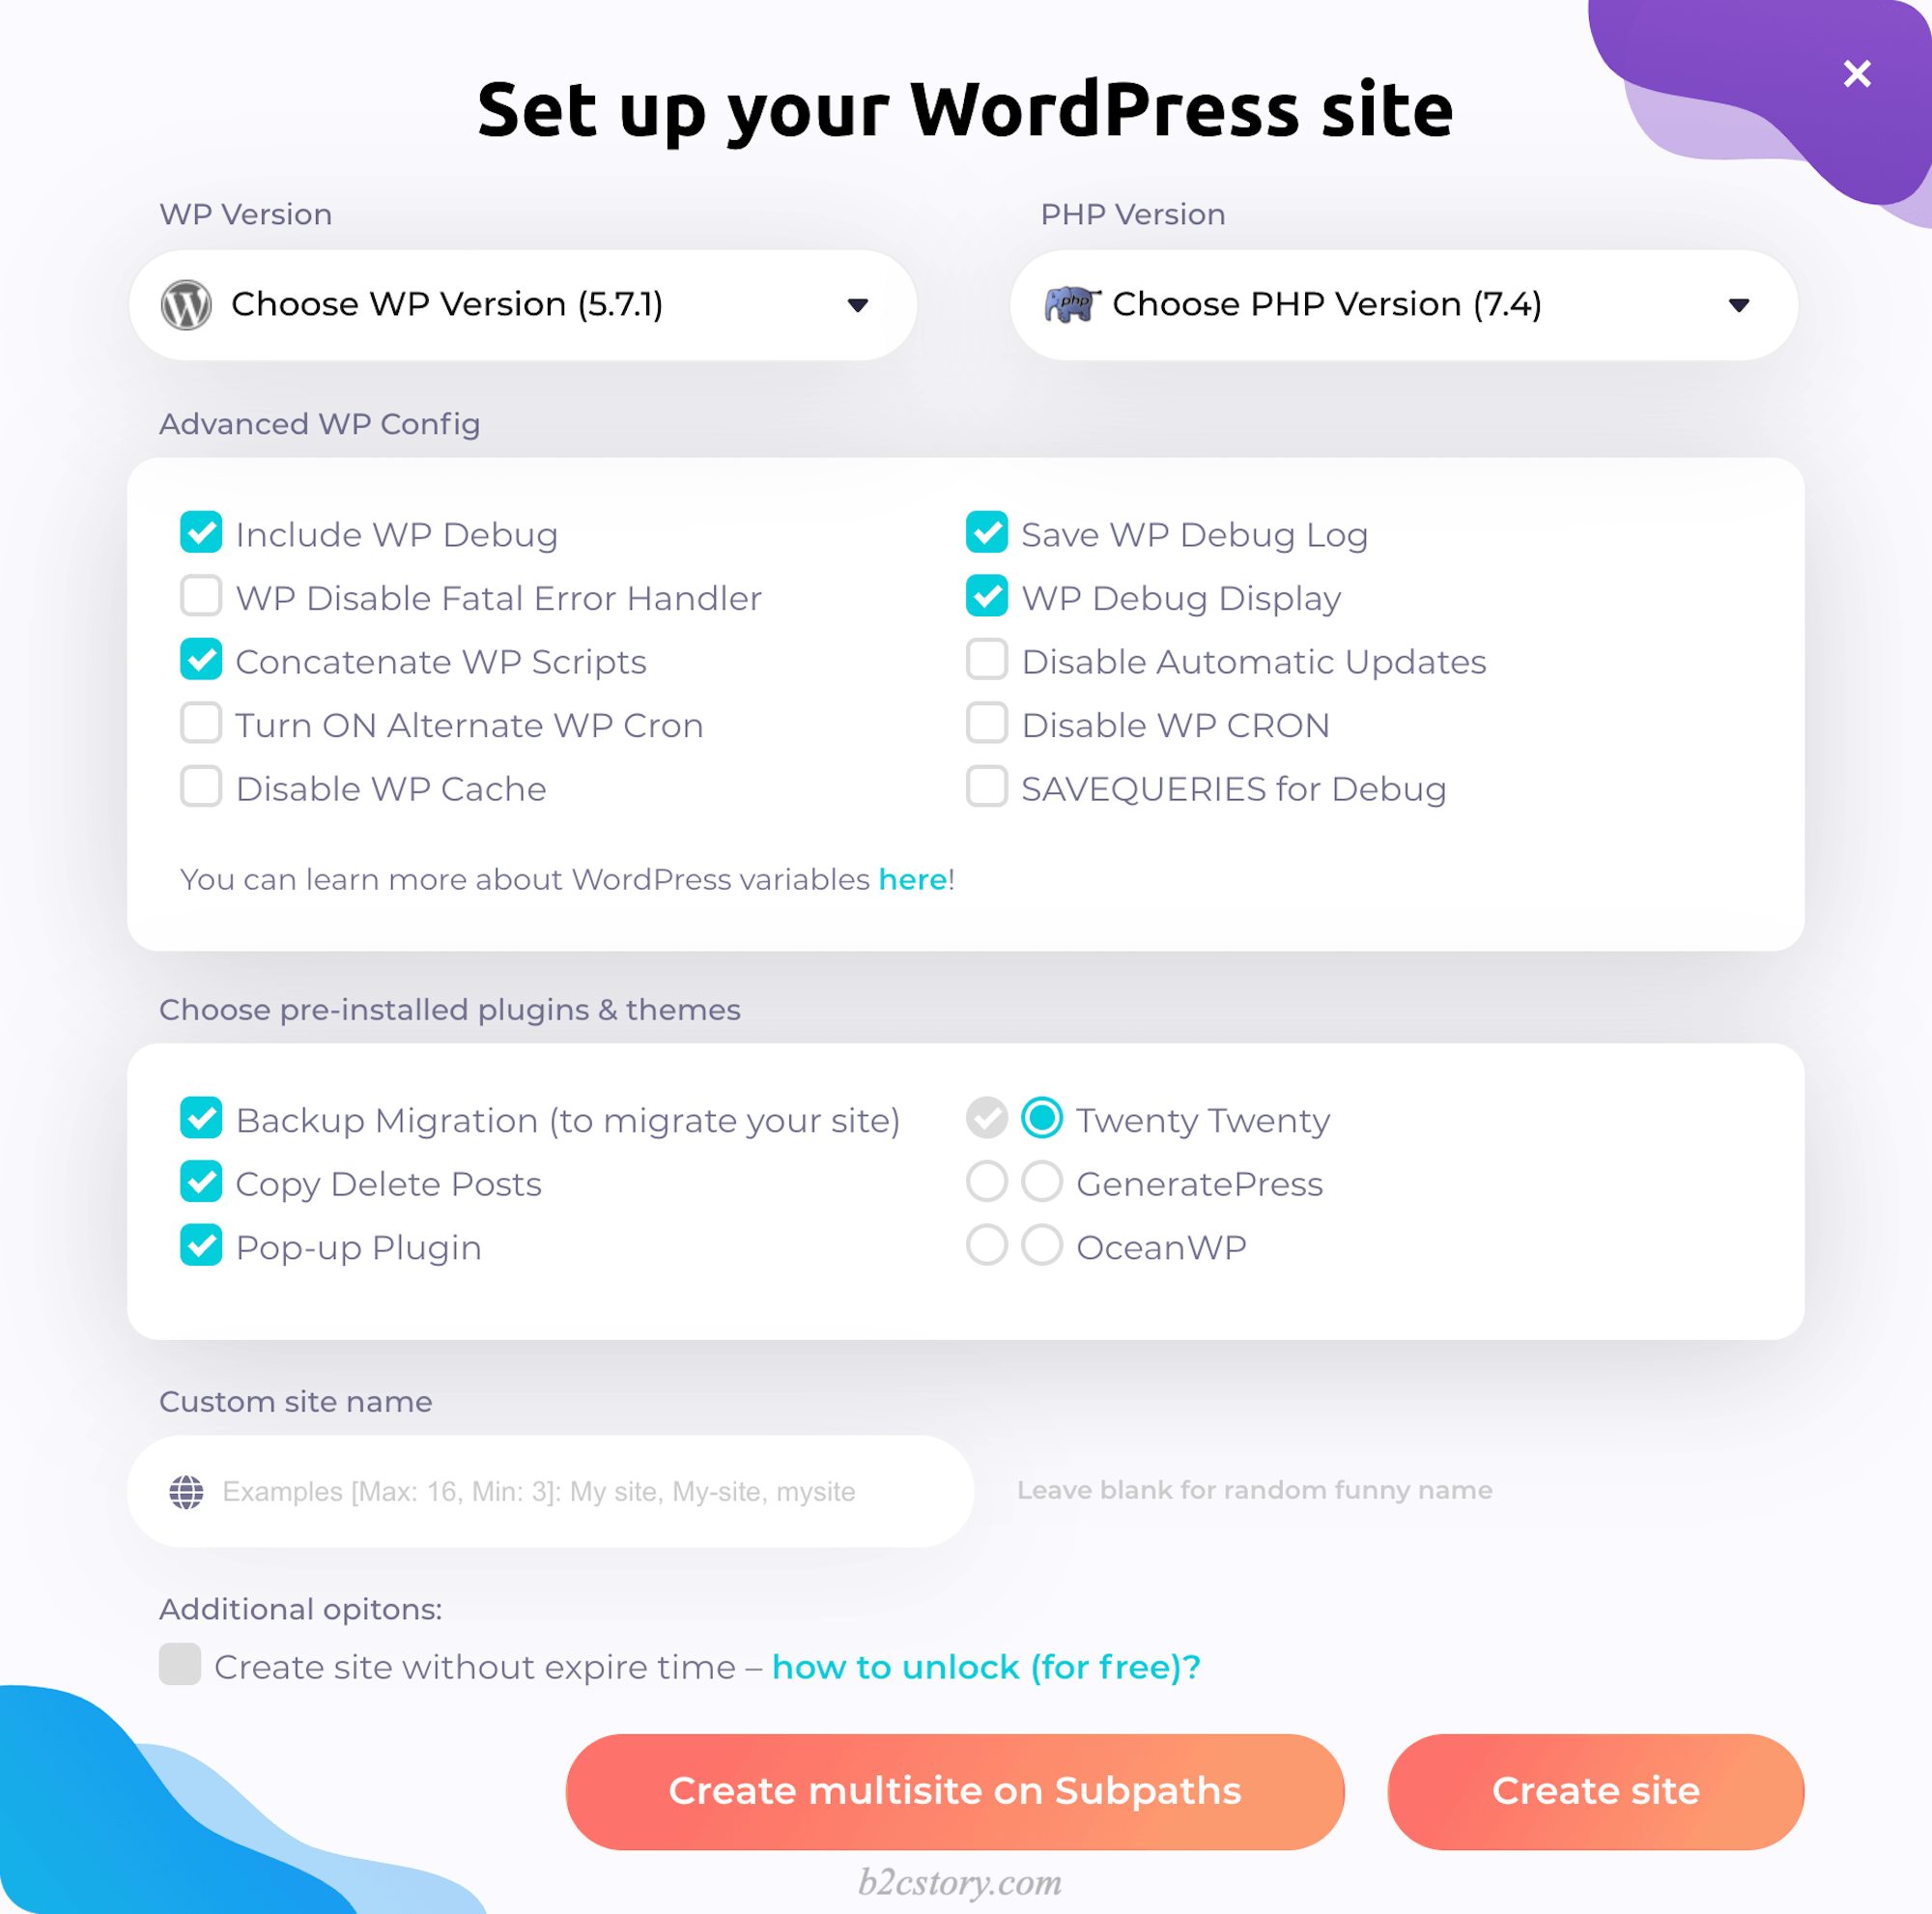 Set up your WordPress site
WP Version
PHP Version
Choose WP Version (5.7.1)
php
Choose PHP Version (7.4)
Advanced WP Config
Include WP Debug
Save WP Debug Log
WP Disable Fatal Error Handler
WP Debug Display
Concatenate WP Scripts
Disable Automatic Updates
Turn ON Alternate WP Cron
Disable WP CRON
Disable WP Cache
SAVEQUERIES for Debug
You can learn more about WordPress variables here!
Choose pre-installed plugins & themes
Backup Migration (to migrate your site)
Twenty Twenty
Copy Delete Posts
GeneratePress
Pop-up Plugin
OceanWP
Custom site name
Examples [Max: 16, Min: 3]: My site, My-site, mysite
Leave blank for random funny name
Additional opitons:
Create site without expire time – how to unlock (for free)?
Create multisite on Subpaths
Create site
b2cstory.com